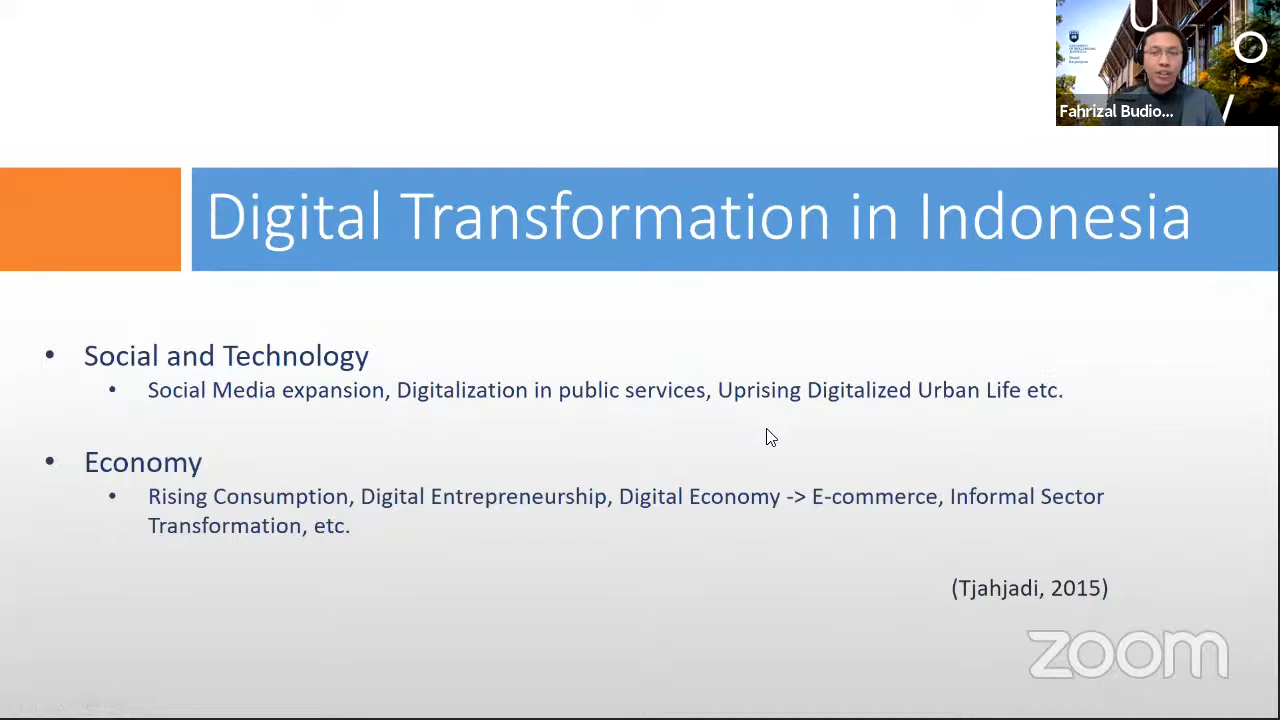 Fahrizal Budio...
Digital Transformation in Indonesia
• Social and Technology
• Social Media expansion, Digitalization in public services, Uprising Digitalized Urban Life etc.
• Economy
• Rising Consumption, Digital Entrepreneurship, Digital Economy -> E-commerce, Informal Sector
Transformation, etc.
(Tjahjadi, 2015)
zoom